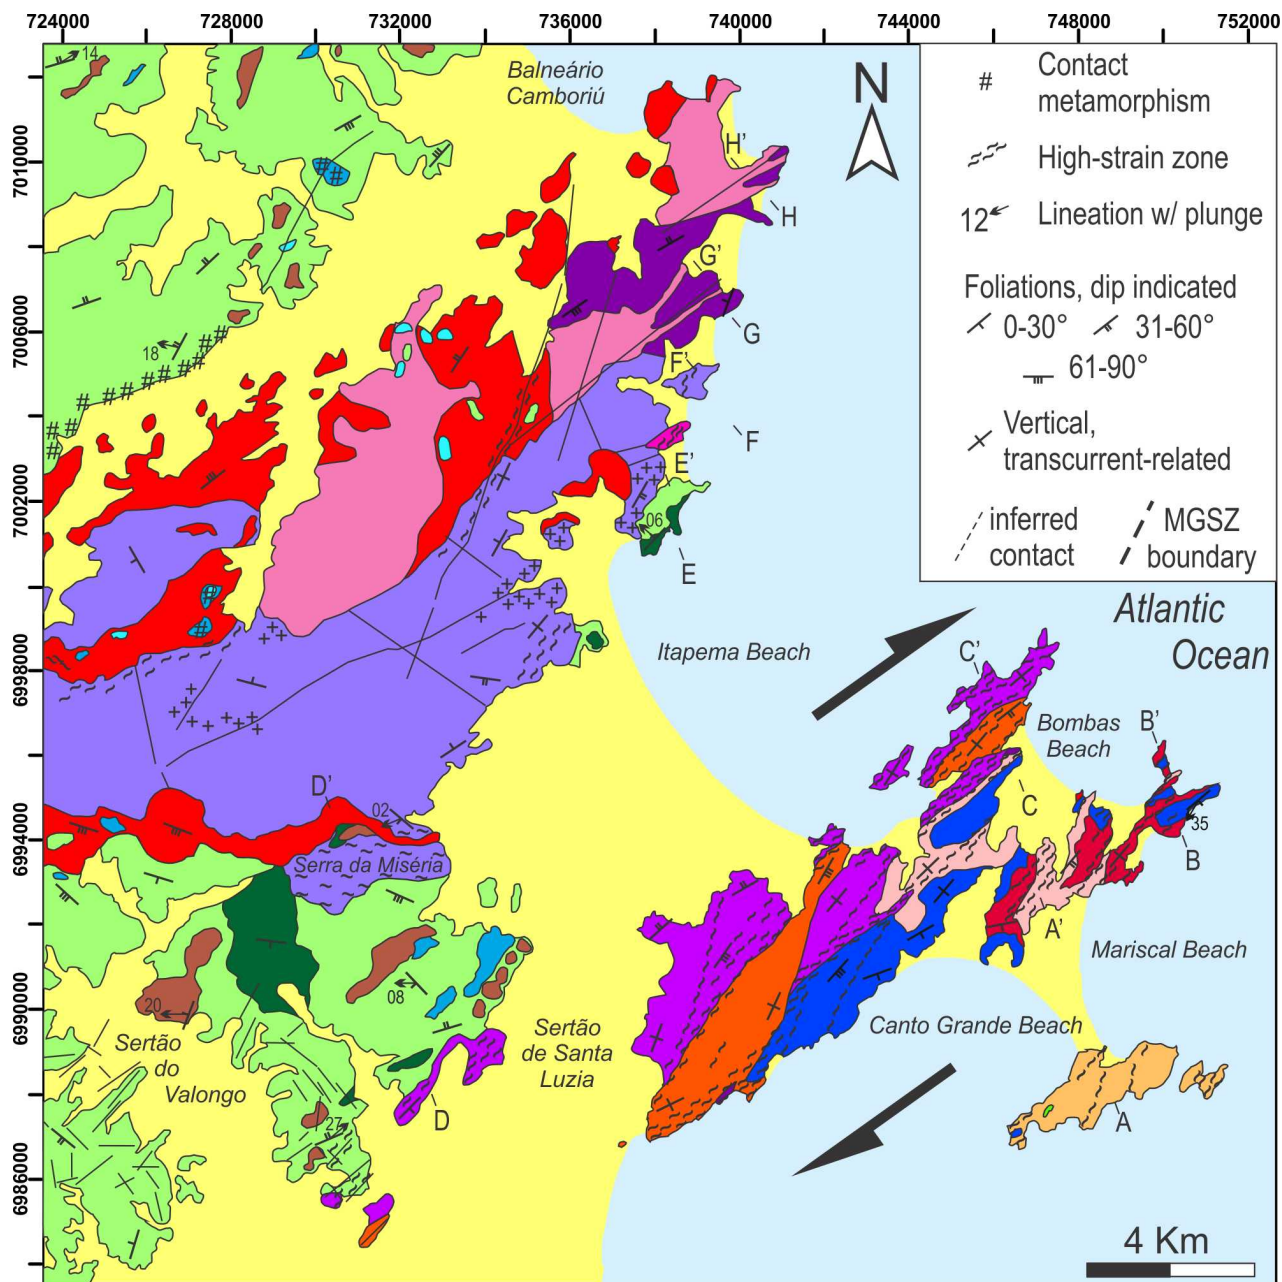 724000 728000 732000 736000 740000 744000 748000 752000
7010000
7006000
7002000
6998000
6994000
6990000
6986000
N
#
Contact
metamorphism
High-strain zone
12
Lineation w/ plunge
Foliations, dip indicated
0-30°
31-60°
61-90°
Vertical,
transcurrent-related
inferred
contact
MGSZ
boundary
14
Balneário
Camboriú
H'
H
G'
G
18
F'
F
E'
06
E
Atlantic
Ocean
Itapema Beach
C'
Bombas
Beach
B'
C
D'
02
35
B
Serra da Miséria
A'
Mariscal Beach
08
20
Canto Grande Beach
Sertão
do
Valongo
Sertão
de Santa
Luzia
D
27
A
4 Km